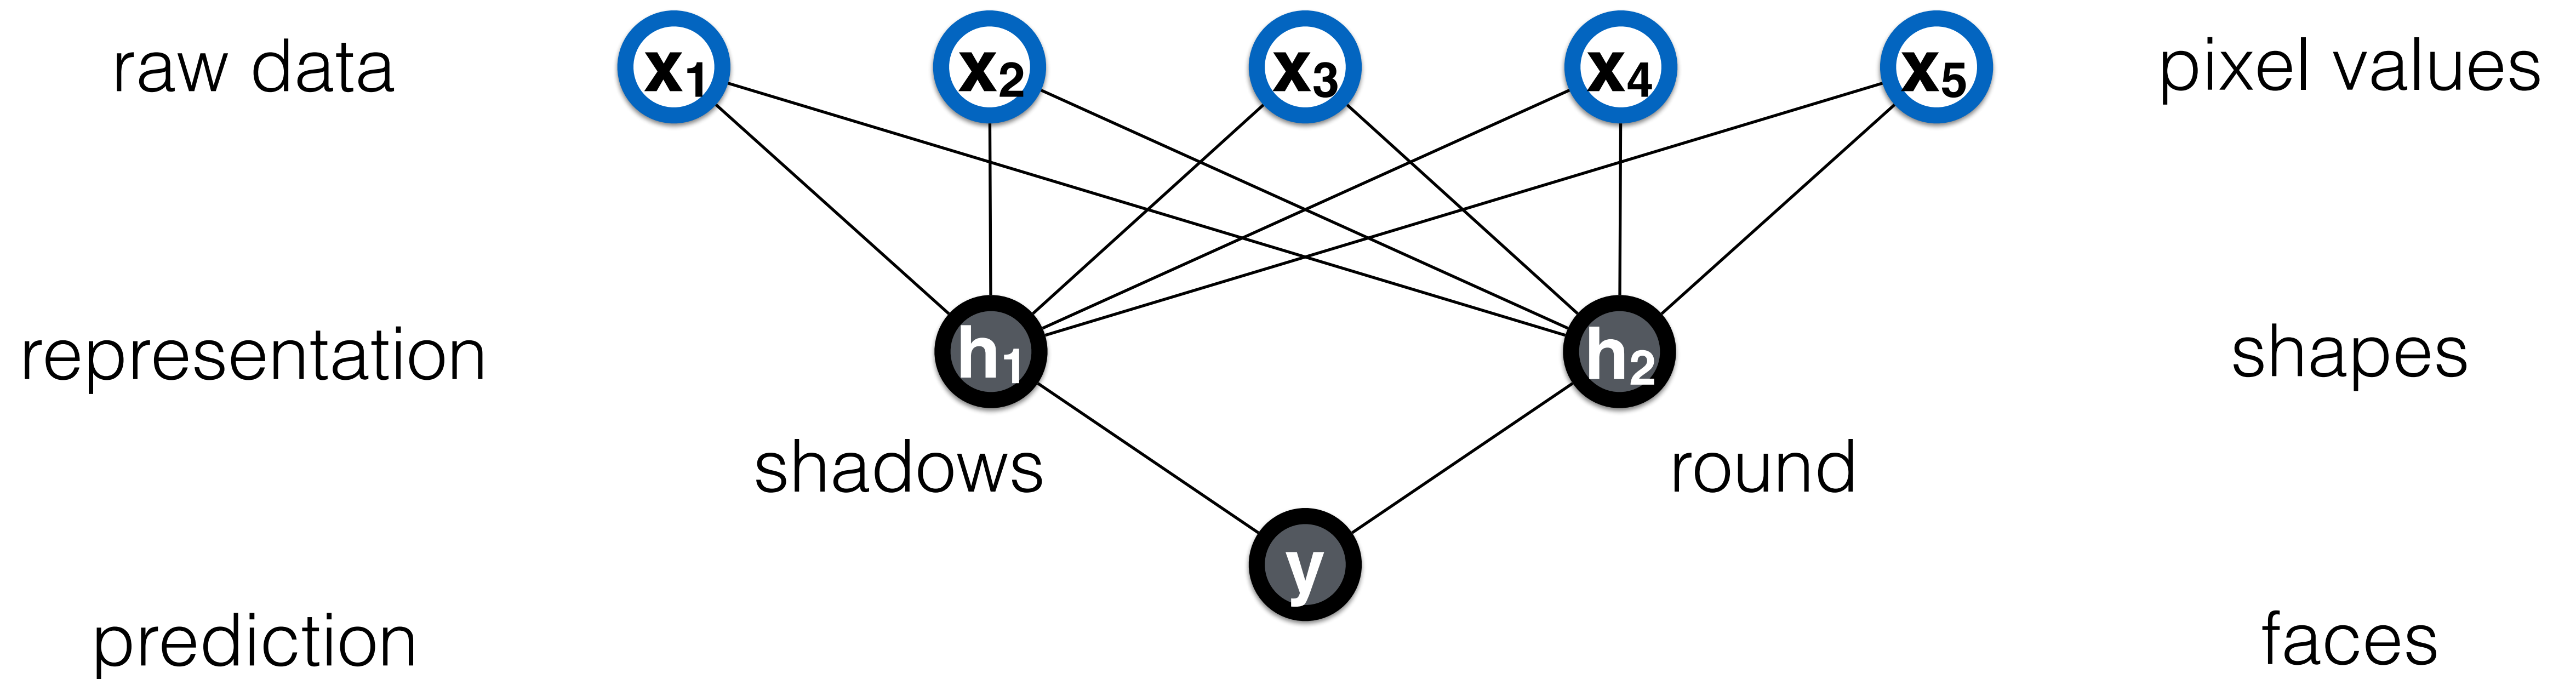 raw data x₁ x₂ x₃ x₄ x₅ pixel values
representation h₁ h₂ shapes
shadows round
y
prediction faces